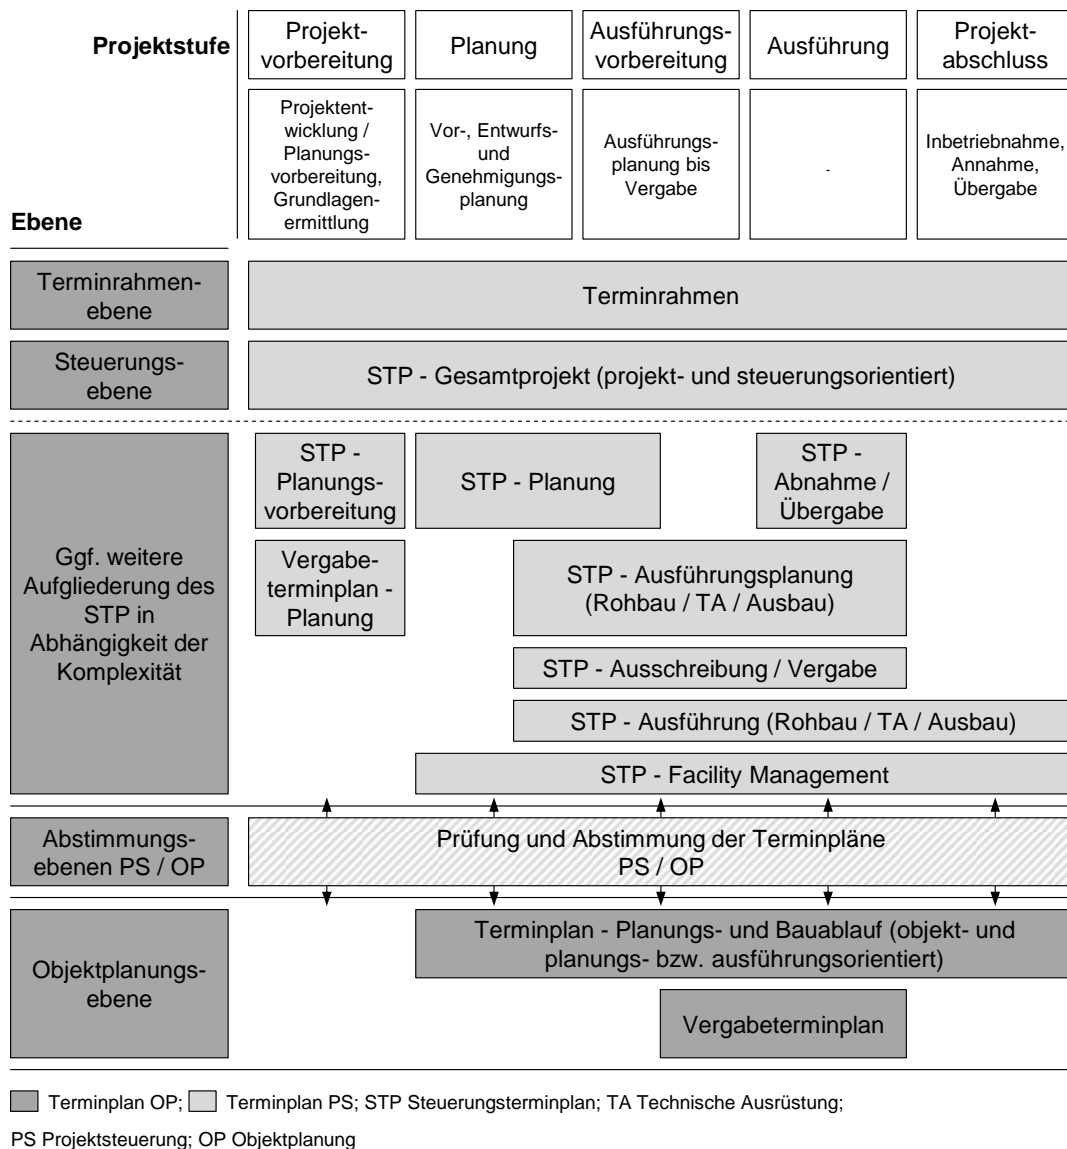 Projektstufe
Projekt-
vorbereitung
Planung
Ausführungs-
vorbereitung
Ausführung
Projekt-
abschluss
Projektent-
wicklung /
Planungs-
vorbereitung,
Grundlagen-
ermittlung
Vor-, Entwurfs-
und
Genehmigungs-
planung
Ausführungs-
planung bis
Vergabe
-
Inbetriebnahme,
Annahme,
Übergabe
Ebene
Terminrahmen-
ebene
Terminrahmen
Steuerungs-
ebene
STP - Gesamtprojekt (projekt- und steuerungsorientiert)
Ggf. weitere
Aufgliederung des
STP in
Abhängigkeit der
Komplexität
STP -
Planungs-
vorbereitung
STP - Planung
STP -
Abnahme /
Übergabe
Vergabe-
terminplan -
Planung
STP - Ausführungsplanung
(Rohbau / TA / Ausbau)
STP - Ausschreibung / Vergabe
STP - Ausführung (Rohbau / TA / Ausbau)
STP - Facility Management
Abstimmungs-
ebenen PS / OP
Prüfung und Abstimmung der Terminpläne
PS / OP
Objektplanungs-
ebene
Terminplan - Planungs- und Bauablauf (objekt- und
planungs- bzw. ausführungsorientiert)
Vergabeterminplan
Terminplan OP; Terminplan PS; STP Steuerungsterminplan; TA Technische Ausrüstung;
PS Projektsteuerung; OP Objektplanung